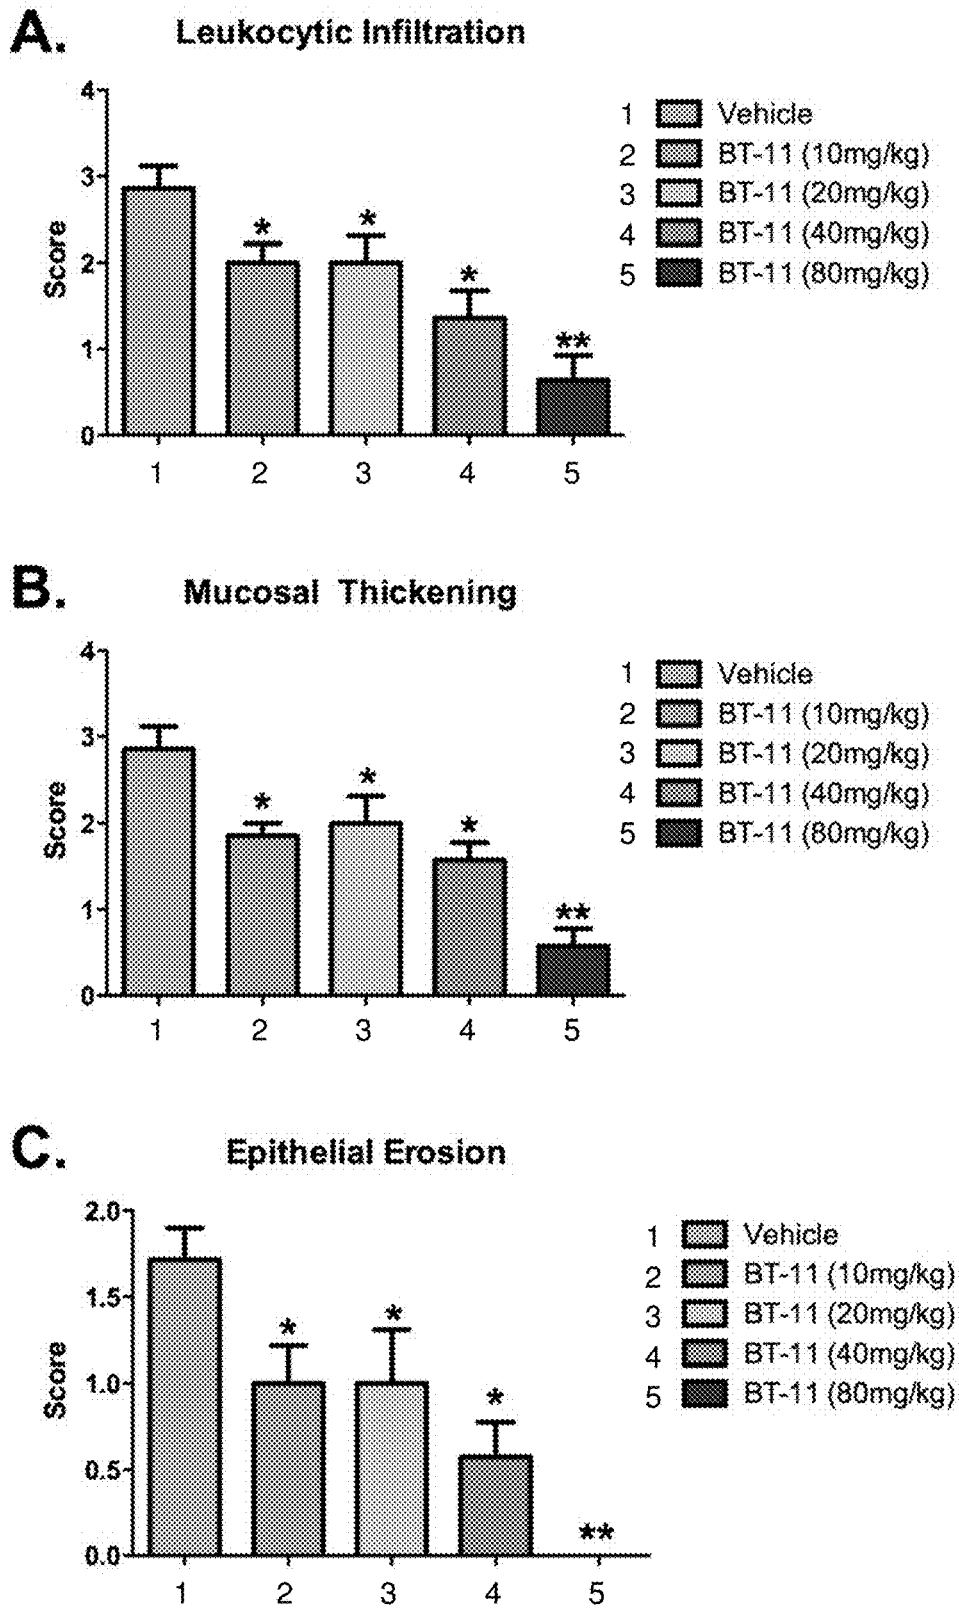 A. Leukocytic Infiltration
4
3
2
1
0
Score
*
*
*
**
1 2 3 4 5
1 Vehicle
2 BT-11 (10mg/kg)
3 BT-11 (20mg/kg)
4 BT-11 (40mg/kg)
5 BT-11 (80mg/kg)
B. Mucosal Thickening
4
3
2
1
0
Score
*
*
*
**
1 2 3 4 5
1 Vehicle
2 BT-11 (10mg/kg)
3 BT-11 (20mg/kg)
4 BT-11 (40mg/kg)
5 BT-11 (80mg/kg)
C. Epithelial Erosion
2.0
1.5
1.0
0.5
0.0
Score
*
*
*
**
1 2 3 4 5
1 Vehicle
2 BT-11 (10mg/kg)
3 BT-11 (20mg/kg)
4 BT-11 (40mg/kg)
5 BT-11 (80mg/kg)